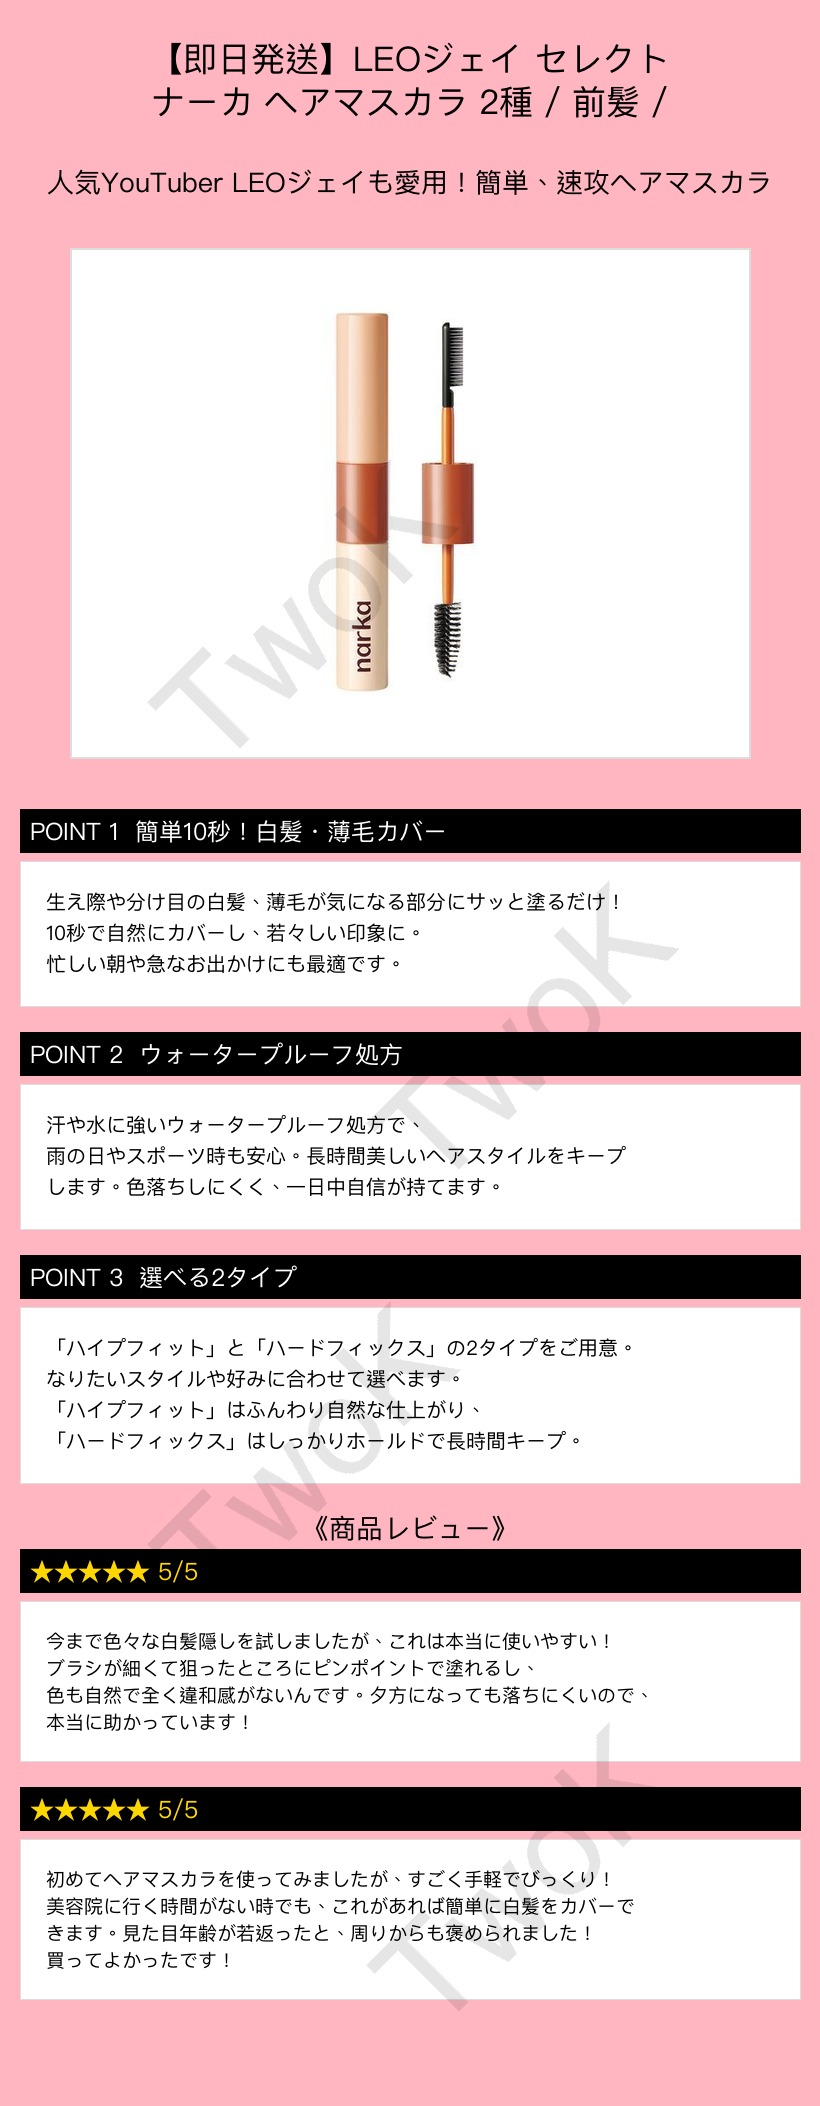 【即日発送】LEOジェイ セレクト
ナーカ ヘアマスカラ 2種 / 前髪 /
人気YouTuber LEOジェイも愛用！簡単、速攻ヘアマスカラ
narka
TwoK
POINT 1 簡単10秒！白髪・薄毛カバー
生え際や分け目の白髪、薄毛が気になる部分にサッと塗るだけ！
10秒で自然にカバーし、若々しい印象に。
忙しい朝や急なお出かけにも最適です。
TwoK
POINT 2 ウォータープルーフ処方
汗や水に強いウォータープルーフ処方で、
雨の日やスポーツ時も安心。長時間美しいヘアスタイルをキープ
します。色落ちしにくく、一日中自信が持てます。
POINT 3 選べる2タイプ
「ハイプフィット」と「ハードフィックス」の2タイプをご用意。
なりたいスタイルや好みに合わせて選べます。
「ハイプフィット」はふんわり自然な仕上がり、
「ハードフィックス」はしっかりホールドで長時間キープ。
TwoK
《商品レビュー》
★★★★★ 5/5
今まで色々な白髪隠しを試しましたが、これは本当に使いやすい！
ブラシが細くて狙ったところにピンポイントで塗れるし、
色も自然で全く違和感がないんです。夕方になっても落ちにくいので、
本当に助かっています！
★★★★★ 5/5
初めてヘアマスカラを使ってみましたが、すごく手軽でびっくり！
美容院に行く時間がない時でも、これがあれば簡単に白髪をカバーで
きます。見た目年齢が若返ったと、周りからも褒められました！
買ってよかったです！
TwoK